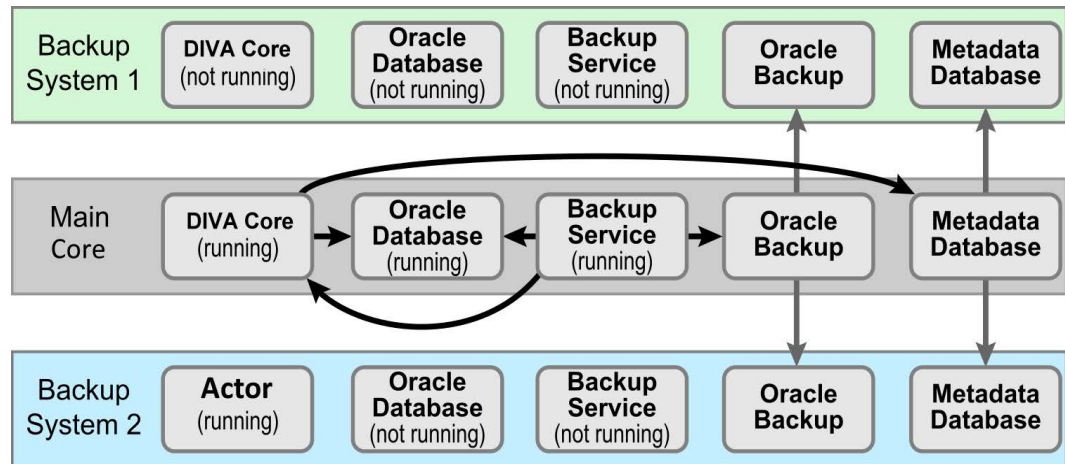 Backup
System 1
DIVA Core
(not running)
Oracle
Database
(not running)
Backup
Service
(not running)
Oracle
Backup
Metadata
Database
Main
Core
DIVA Core
(running)
Oracle
Database
(running)
Backup
Service
(running)
Oracle
Backup
Metadata
Database
Backup
System 2
Actor
(running)
Oracle
Database
(not running)
Backup
Service
(not running)
Oracle
Backup
Metadata
Database